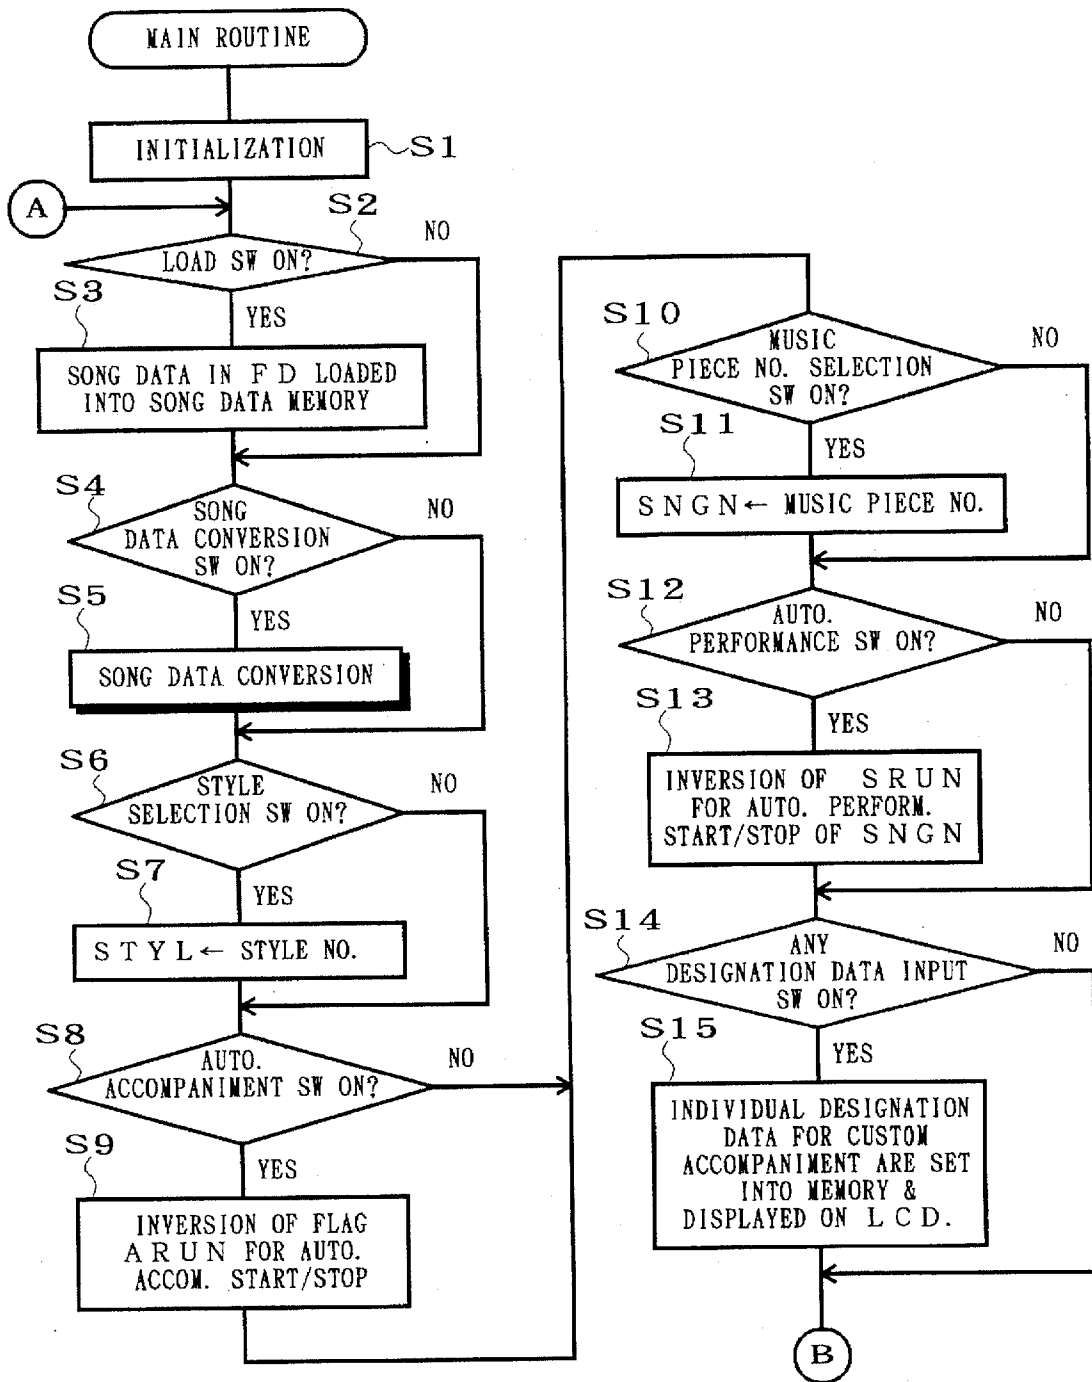 MAIN ROUTINE
INITIALIZATION
S1
A
S2
LOAD SW ON?
NO
YES
S3
SONG DATA IN FD LOADED
INTO SONG DATA MEMORY
S4
SONG
DATA CONVERSION
SW ON?
NO
YES
S5
SONG DATA CONVERSION
S6
STYLE
SELECTION SW ON?
NO
YES
S7
STYL← STYLE NO.
S8
AUTO.
ACCOMPANIMENT SW ON?
NO
YES
S9
INVERSION OF FLAG
ARUN FOR AUTO.
ACCOM. START/STOP
S10
MUSIC
PIECE NO. SELECTION
SW ON?
NO
YES
S11
SNGN← MUSIC PIECE NO.
S12
AUTO.
PERFORMANCE SW ON?
NO
YES
S13
INVERSION OF SRUN
FOR AUTO. PERFORM.
START/STOP OF SNGN
S14
ANY
DESIGNATION DATA INPUT
SW ON?
NO
YES
S15
INDIVIDUAL DESIGNATION
DATA FOR CUSTOM
ACCOMPANIMENT ARE SET
INTO MEMORY &
DISPLAYED ON LCD.
B